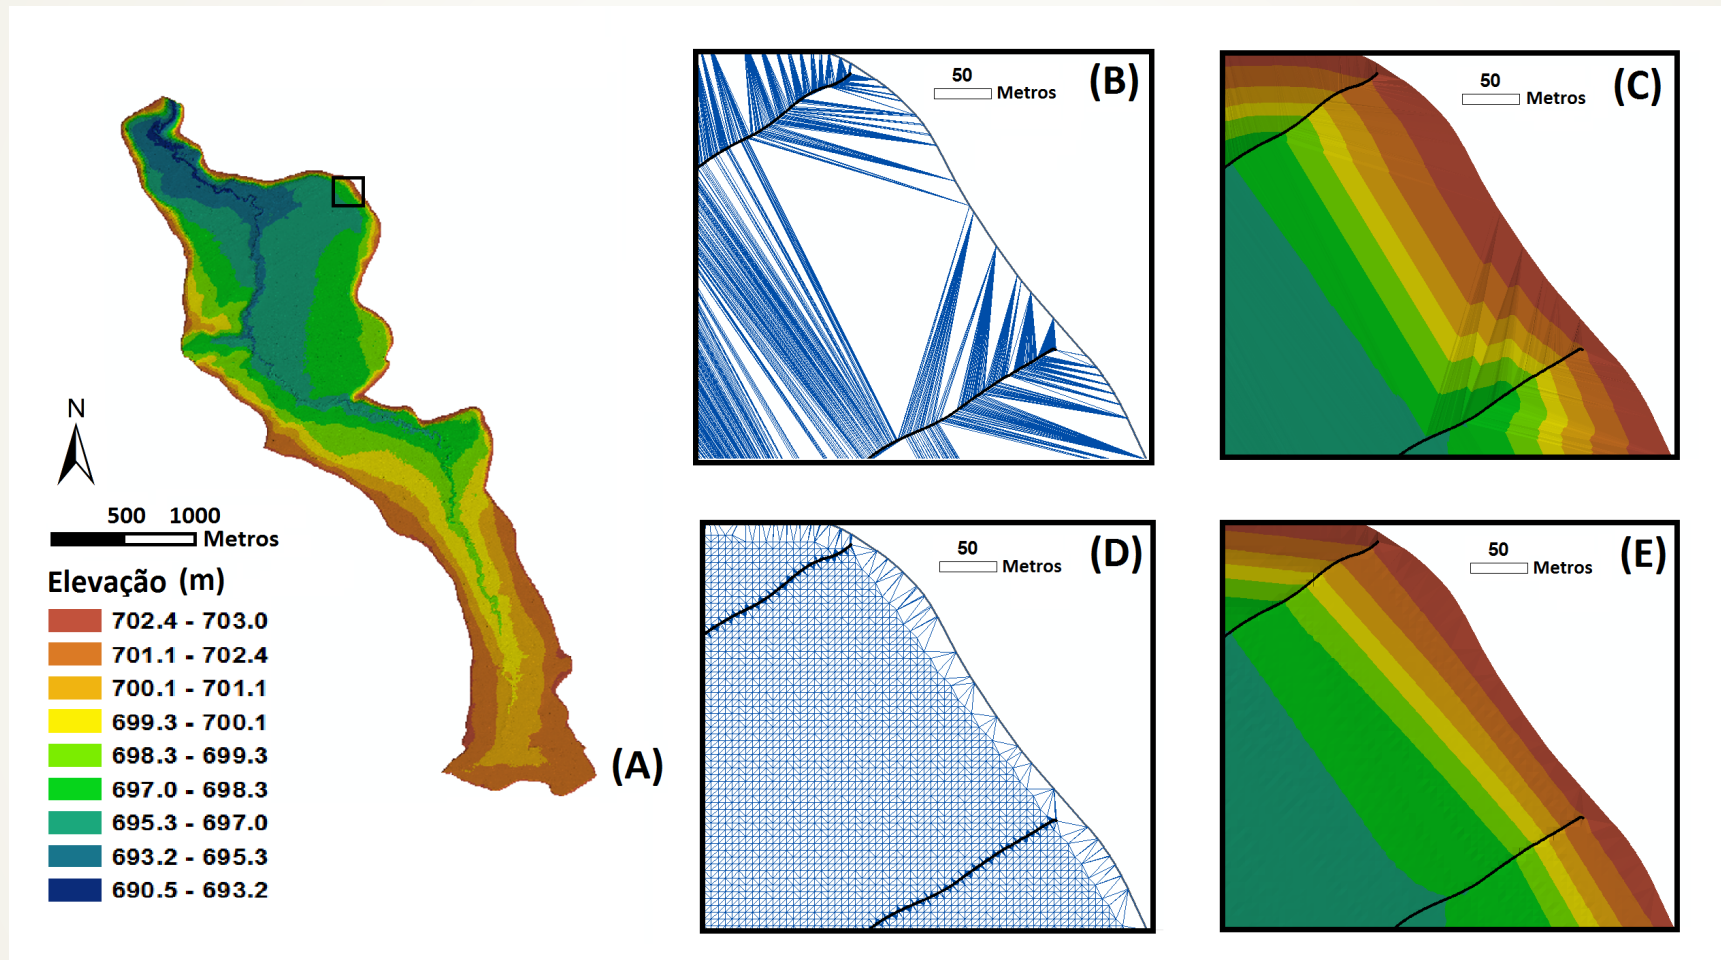 N
500 1000
Metros
Elevação (m)
702.4 - 703.0
701.1 - 702.4
700.1 - 701.1
699.3 - 700.1
698.3 - 699.3
697.0 - 698.3
695.3 - 697.0
693.2 - 695.3
690.5 - 693.2
(A)
50
Metros
(B)
50
Metros
(C)
50
Metros
(D)
50
Metros
(E)